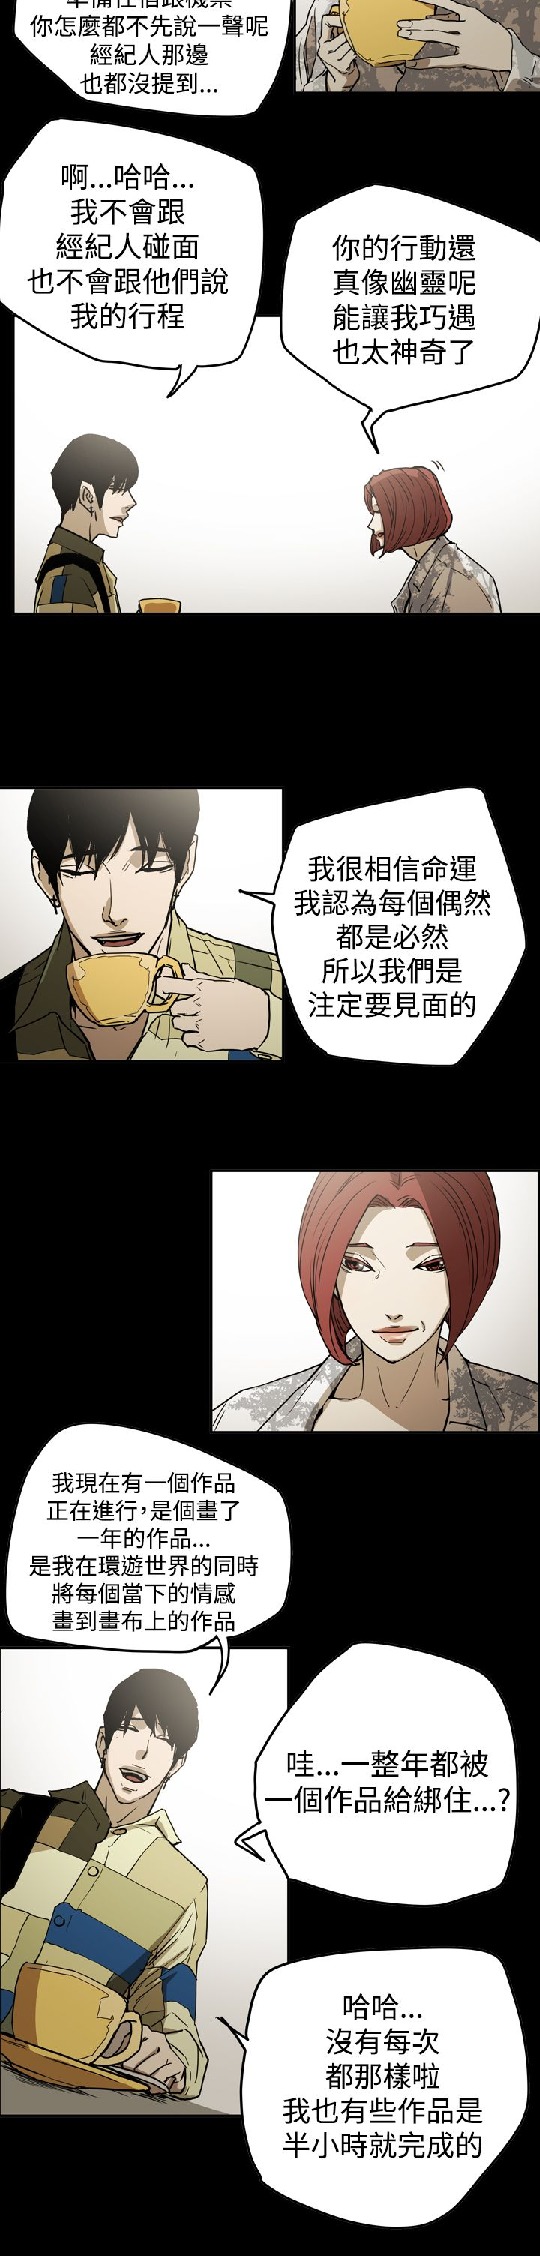 準備住宿跟機票
你怎麼都不先說一聲呢
經紀人那邊
也都沒提到...
啊...哈哈...
我不會跟
經紀人碰面
也不會跟他們說
我的行程
你的行動還
真像幽靈呢
能讓我巧遇
也太神奇了
我很相信命運
我認為每個偶然
都是必然
所以我們是
注定要見面的
我現在有一個作品
正在進行,是個畫了
一年的作品...
是我在環遊世界的同時
將每個當下的情感
畫到畫布上的作品
哇...一整年都被
一個作品給綁住...?
哈哈...
沒有每次
都那樣啦
我也有些作品是
半小時就完成的